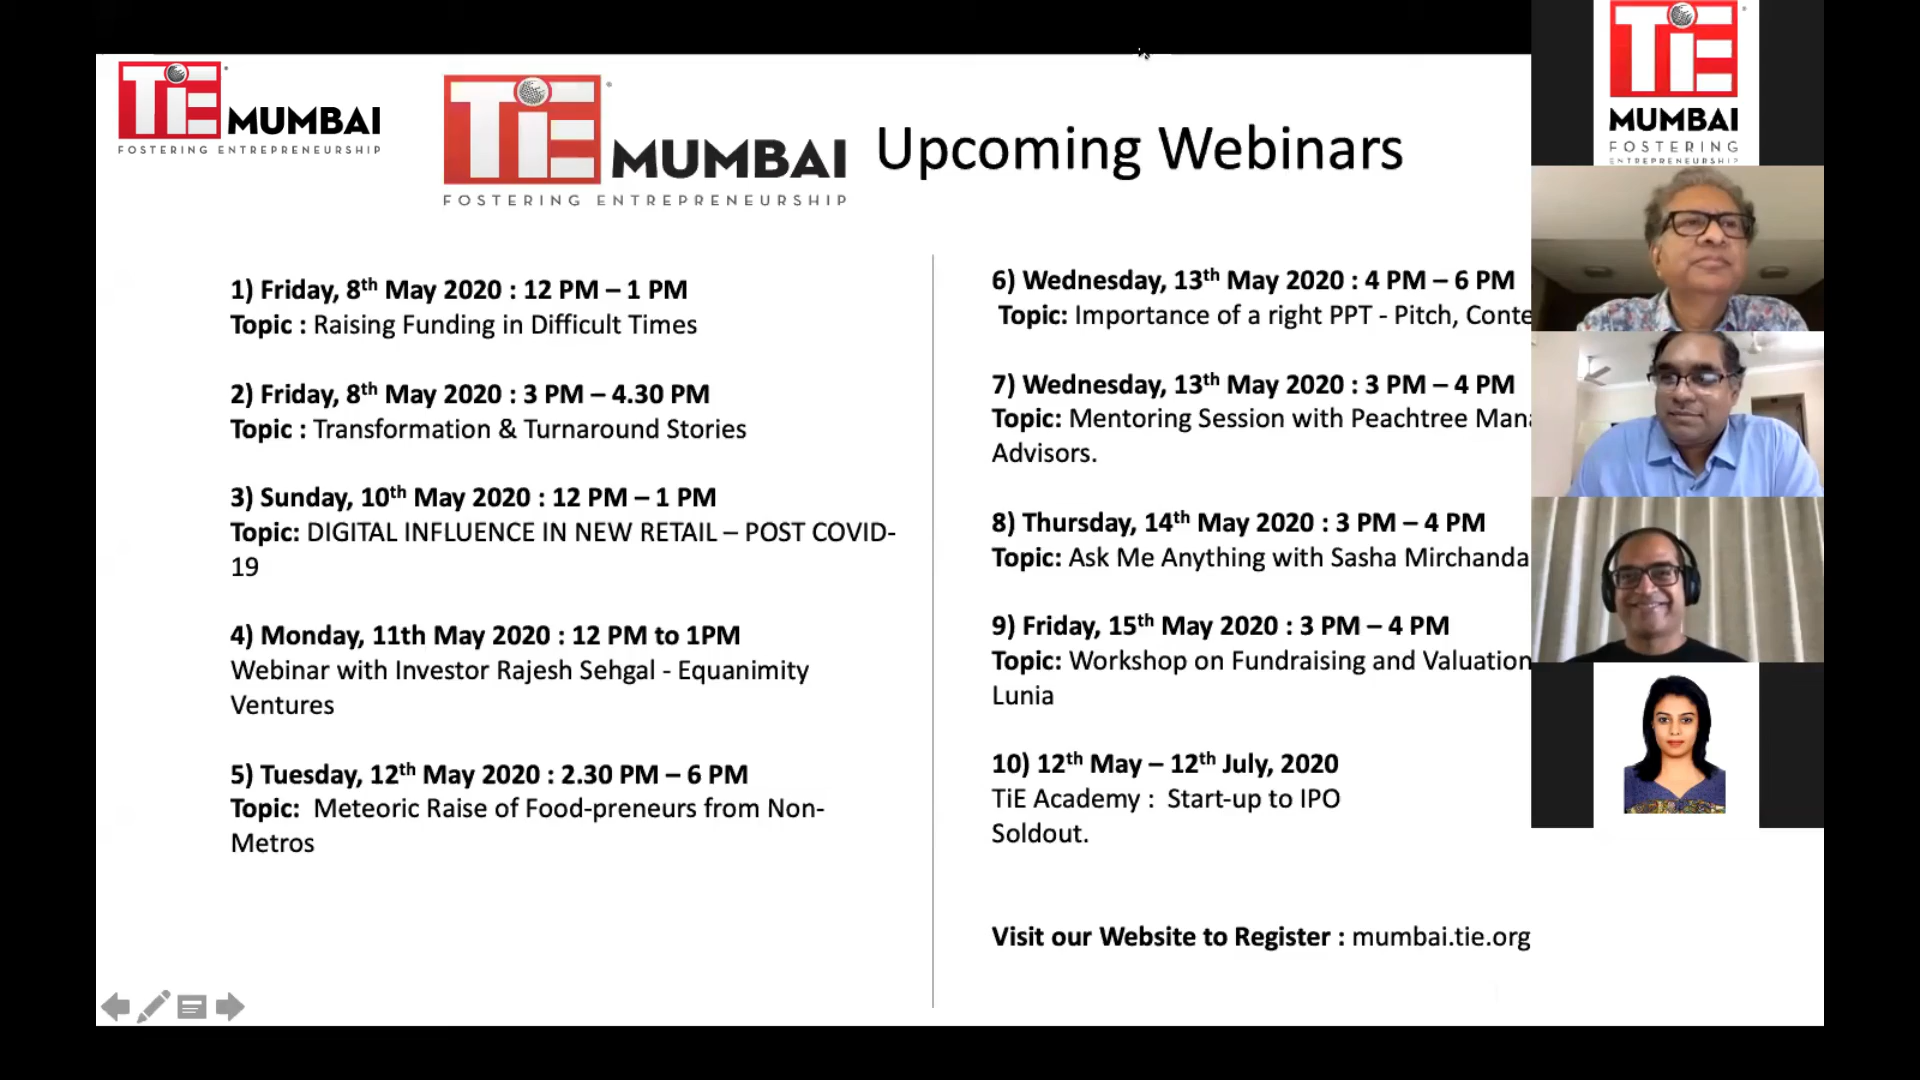 TiE MUMBAI
FOSTERING ENTREPRENEURSHIP
TiE MUMBAI
FOSTERING ENTREPRENEURSHIP
Upcoming Webinars
1) Friday, 8th May 2020 : 12 PM – 1 PM
Topic : Raising Funding in Difficult Times
2) Friday, 8th May 2020 : 3 PM – 4.30 PM
Topic : Transformation & Turnaround Stories
3) Sunday, 10th May 2020 : 12 PM – 1 PM
Topic: DIGITAL INFLUENCE IN NEW RETAIL – POST COVID-
19
4) Monday, 11th May 2020 : 12 PM to 1PM
Webinar with Investor Rajesh Sehgal - Equanimity
Ventures
5) Tuesday, 12th May 2020 : 2.30 PM – 6 PM
Topic: Meteoric Raise of Food-preneurs from Non-
Metros
6) Wednesday, 13th May 2020 : 4 PM – 6 PM
Topic: Importance of a right PPT - Pitch,
7) Wednesday, 13th May 2020 : 3 PM – 4 PM
Topic: Mentoring Session with Peachtree
Advisors.
8) Thursday, 14th May 2020 : 3 PM – 4 PM
Topic: Ask Me Anything with Sasha
9) Friday, 15th May 2020 : 3 PM – 4 PM
Topic: Workshop on Fundraising and Valuation
Lunia
10) 12th May – 12th July, 2020
TiE Academy : Start-up to IPO
Soldout.
Visit our Website to Register : mumbai.tie.org
TiE
MUMBAI
FOSTERING
ENTREPRENEURSHIP